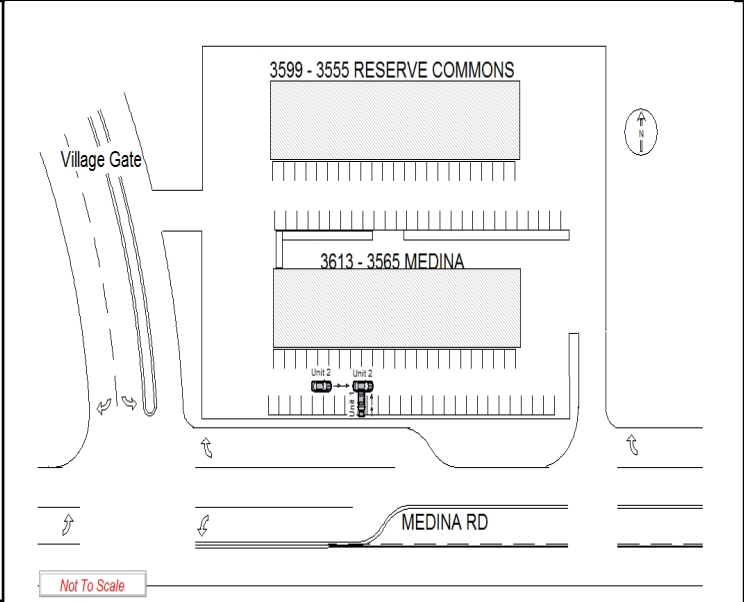 3599 - 3555 RESERVE COMMONS
N
Village Gate
3613 - 3565 MEDINA
Unit 2
Unit 2
Unit 1
MEDINA RD
Not To Scale